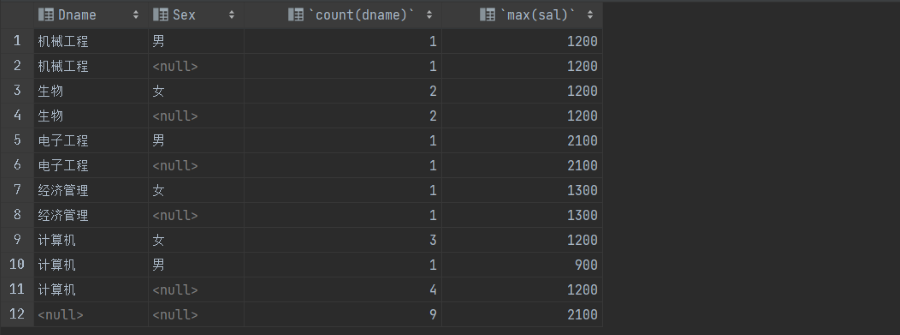 Dname Sex `count(dname)` `max(sal)`
1 机械工程 男 1 1200
2 机械工程 <null> 1 1200
3 生物 女 2 1200
4 生物 <null> 2 1200
5 电子工程 男 1 2100
6 电子工程 <null> 1 2100
7 经济管理 女 1 1300
8 经济管理 <null> 1 1300
9 计算机 女 3 1200
10 计算机 男 1 900
11 计算机 <null> 4 1200
12 <null> <null> 9 2100